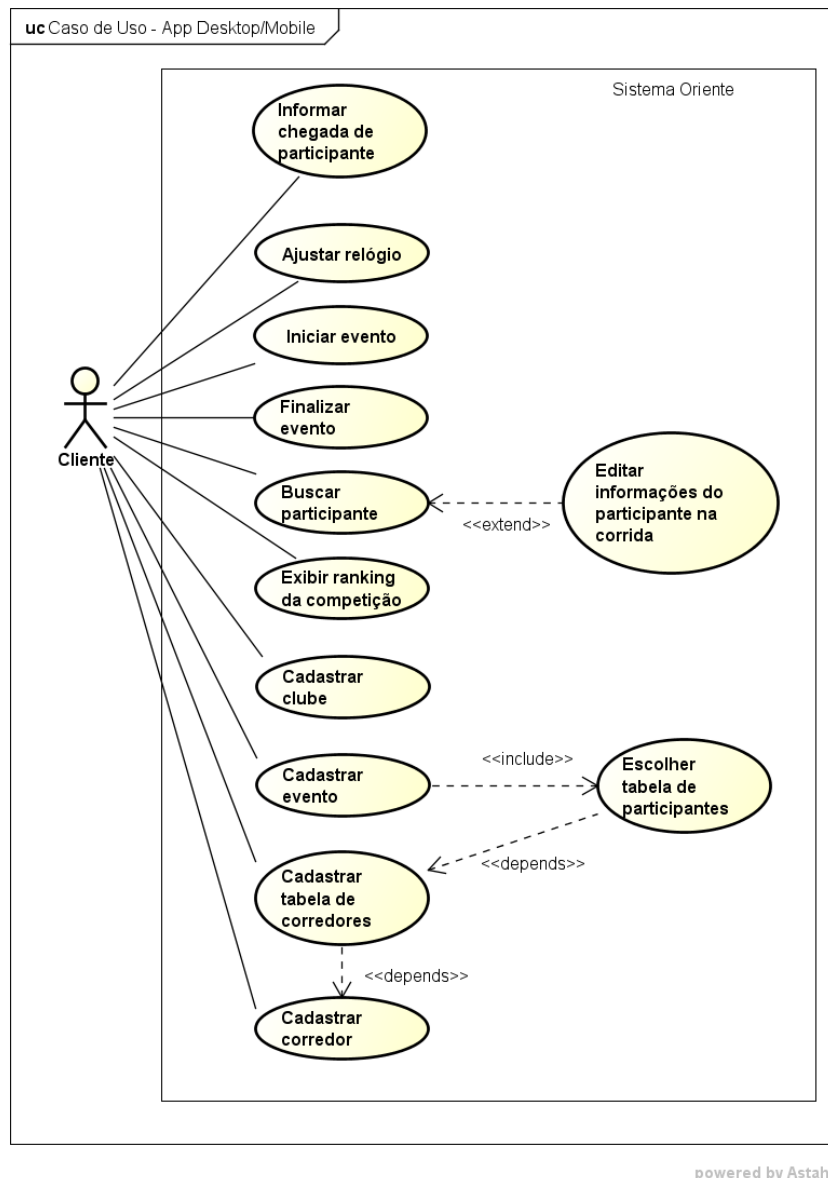 uc Caso de Uso - App Desktop/Mobile
Sistema Oriente
Informar
chegada de
participante
Ajustar relógio
Iniciar evento
Cliente
Finalizar
evento
Buscar
participante
<<extend>>
Editar
informações do
participante na
corrida
Exibir ranking
da competição
Cadastrar
clube
Cadastrar
evento
<<include>>
Escolher
tabela de
participantes
<<depends>>
Cadastrar
tabela de
corredores
<<depends>>
Cadastrar
corredor
powered by Astah